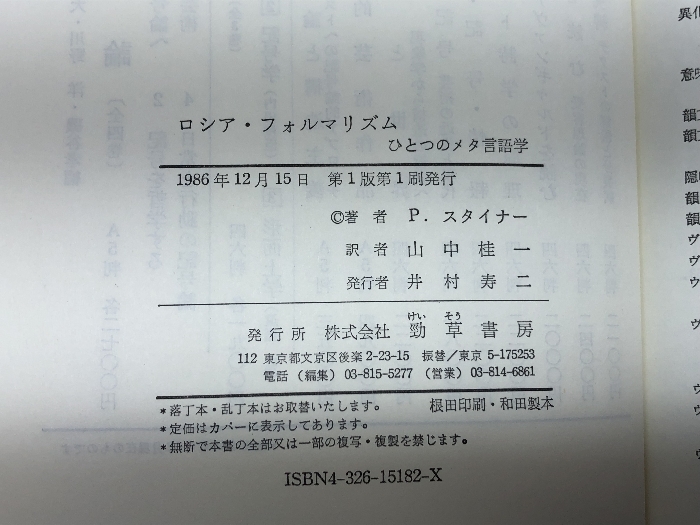 ロシア・フォルマリズム
ひとつのメタ言語学
1986年12月15日 第1版第1刷発行
©著者 P. スタイナー
訳者 山中桂一
発行者 井村寿二
けい そう
発行所 株式会社 勁草書房
112 東京都文京区後楽2-23-15 振替/東京5-175253
電話(編集)03-815-5277(営業)03-814-6861
*落丁本・乱丁本はお取替いたします。 根田印刷・和田製本
*定価はカバーに表示してあります。
*無断で本書の全部又は一部の複写・複製を禁じます。
ISBN4-326-15182-X